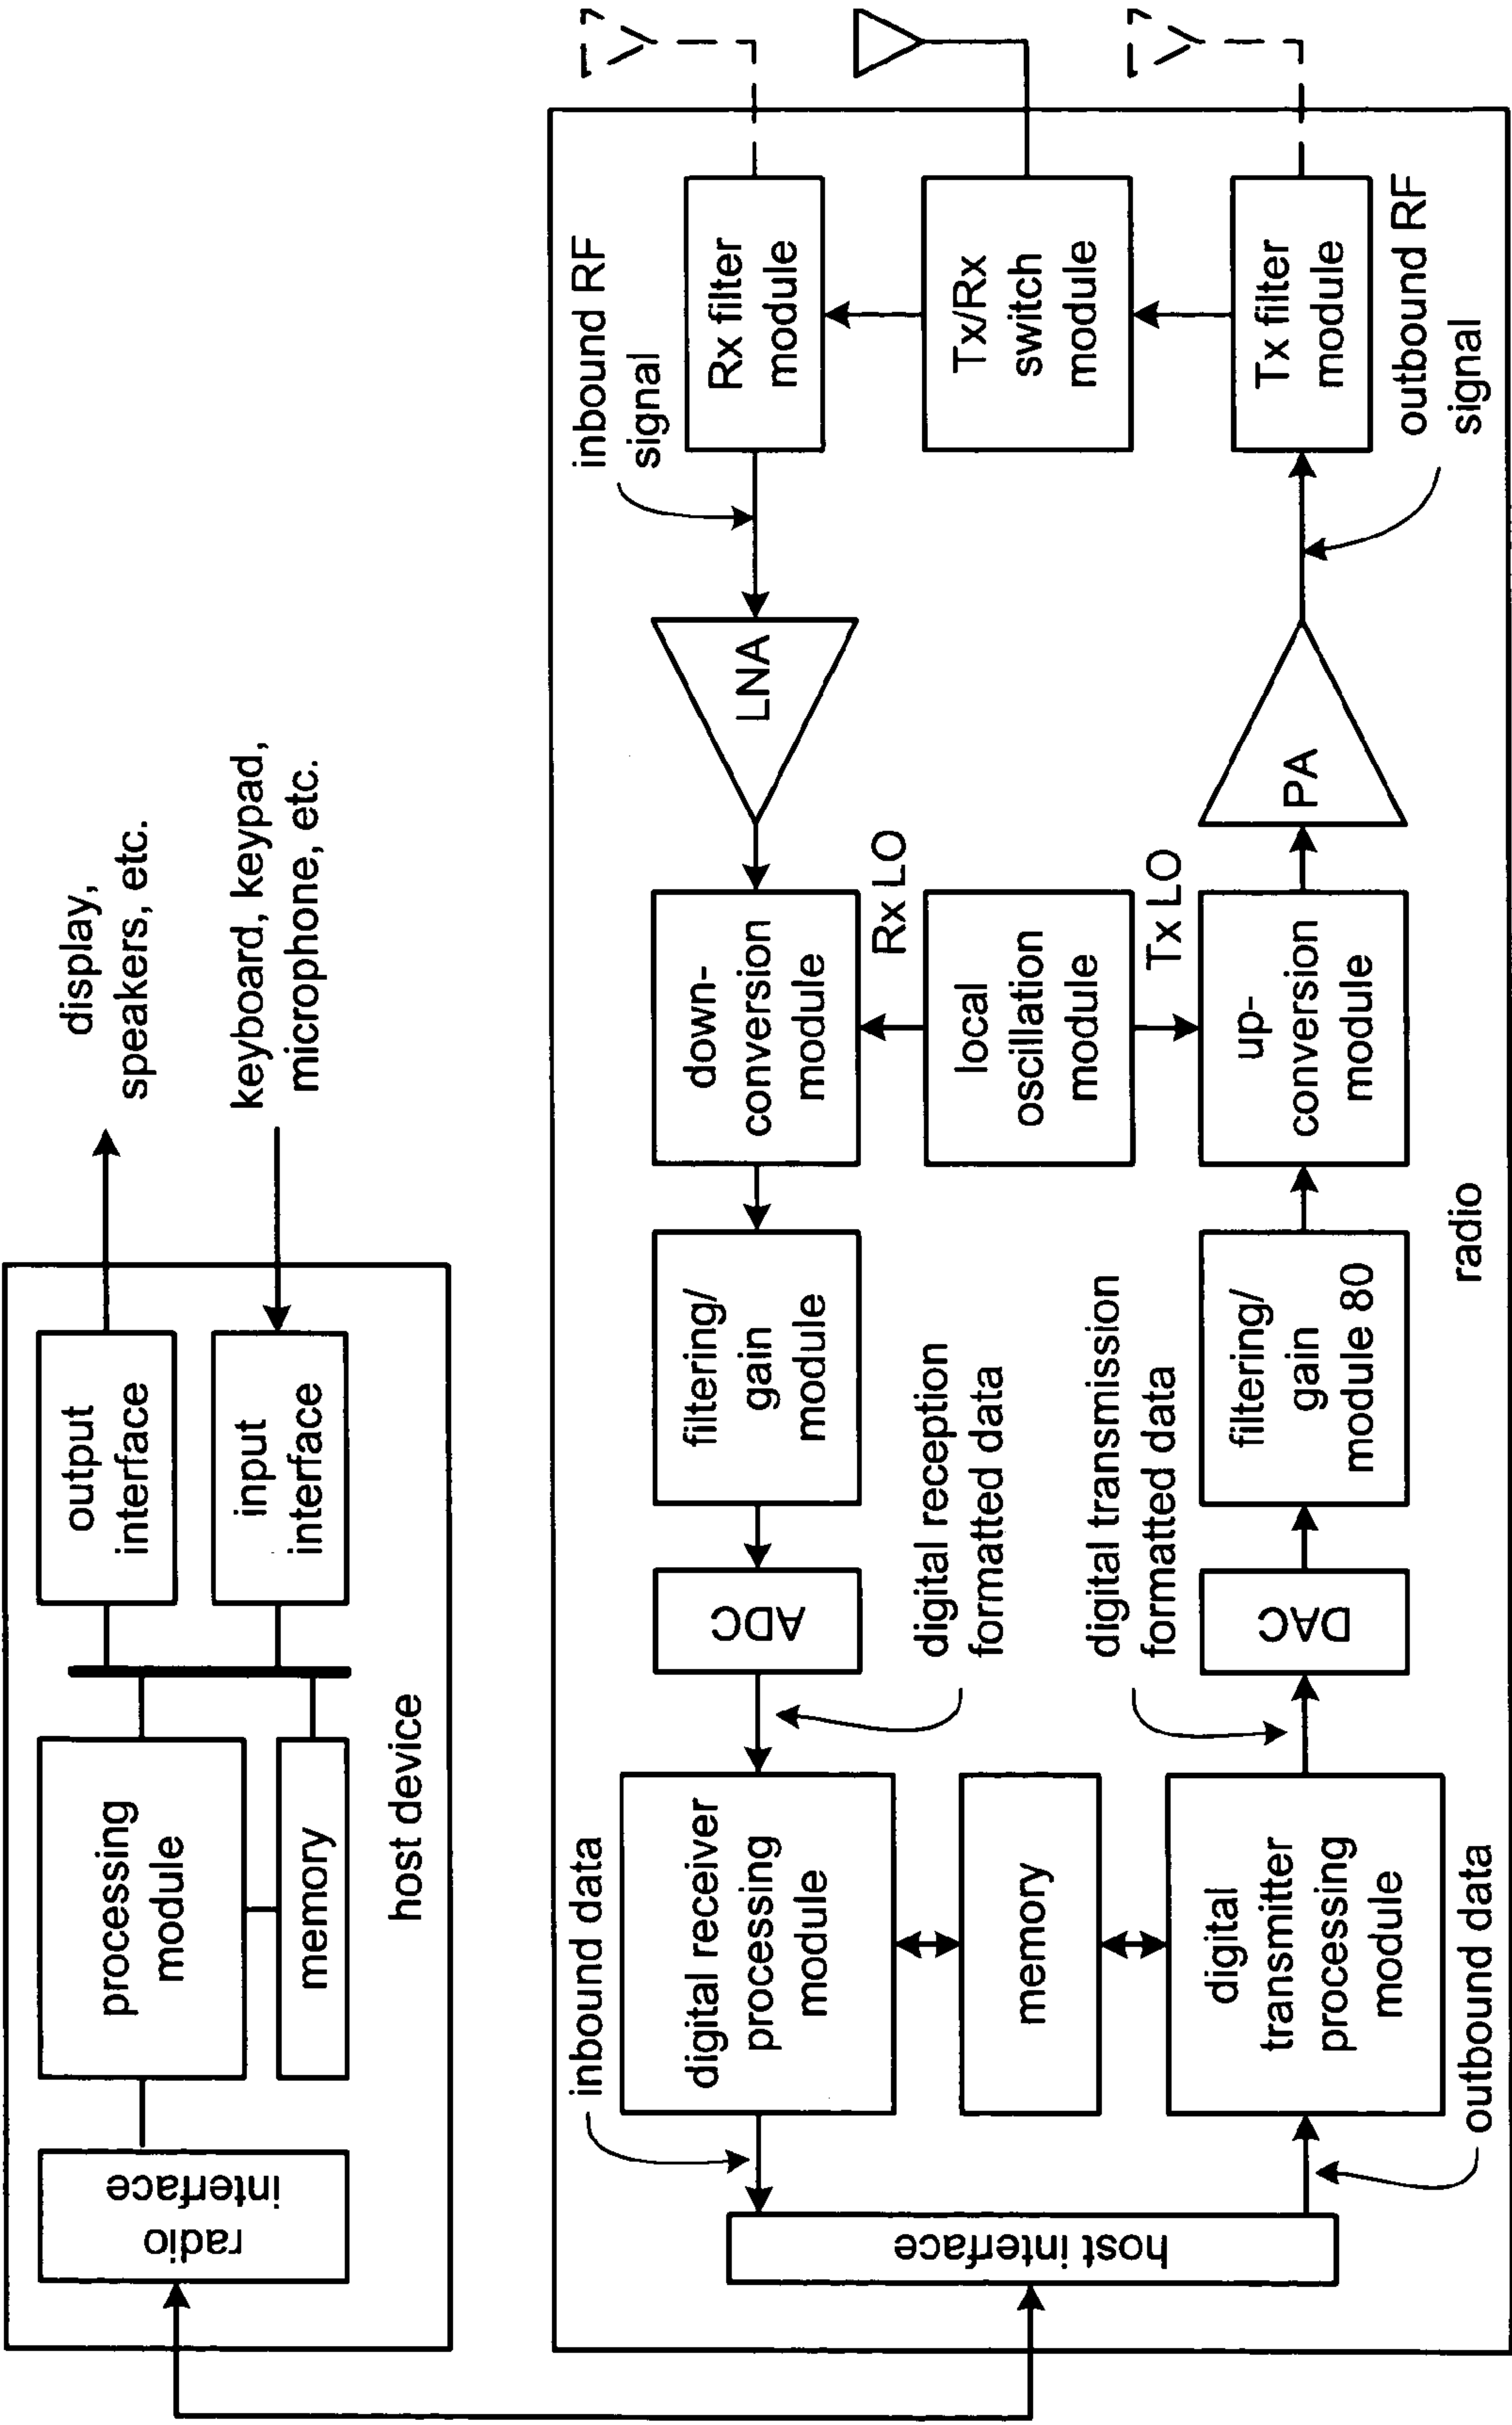 display,
speakers, etc.
keyboard, keypad,
microphone, etc.
output
interface
input
interface
processing
module
memory
radio
interface
host device
inbound RF
signal
Rx filter
module
Tx/Rx
switch
module
Tx filter
module
outbound RF
signal
LNA
PA
down-
conversion
module
Rx LO
local
oscillation
module
Tx LO
up-
conversion
module
filtering/
gain
module
filtering/
gain
module 80
radio
ADC
digital reception
formatted data
digital transmission
formatted data
DAC
inbound data
digital receiver
processing
module
memory
digital
transmitter
processing
module
outbound data
host interface